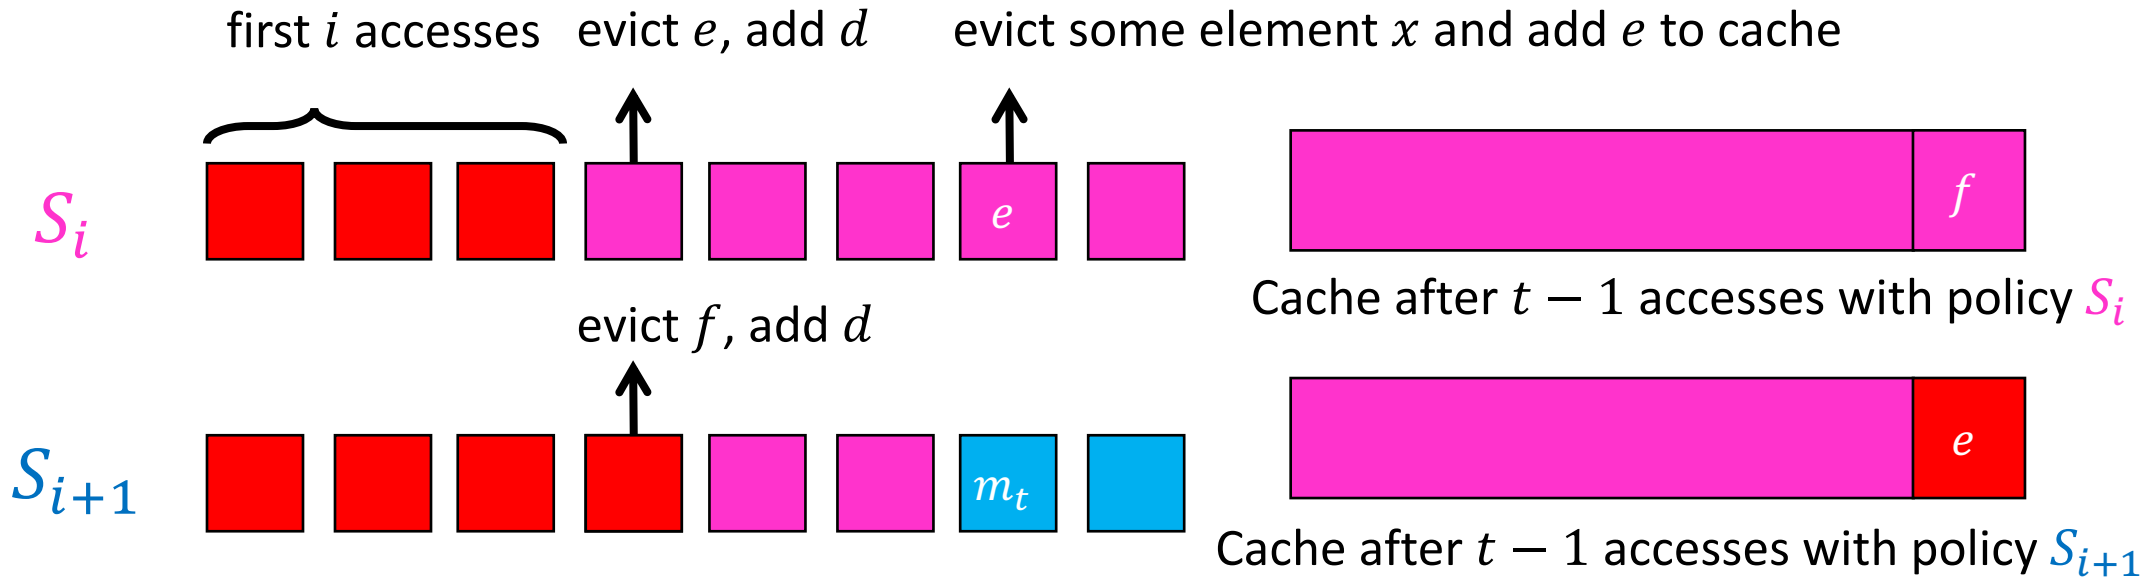 first i accesses
evict e, add d
evict some element x and add e to cache
S_i
e
f
Cache after t − 1 accesses with policy S_i
evict f, add d
S_{i+1}
m_t
e
Cache after t − 1 accesses with policy S_{i+1}